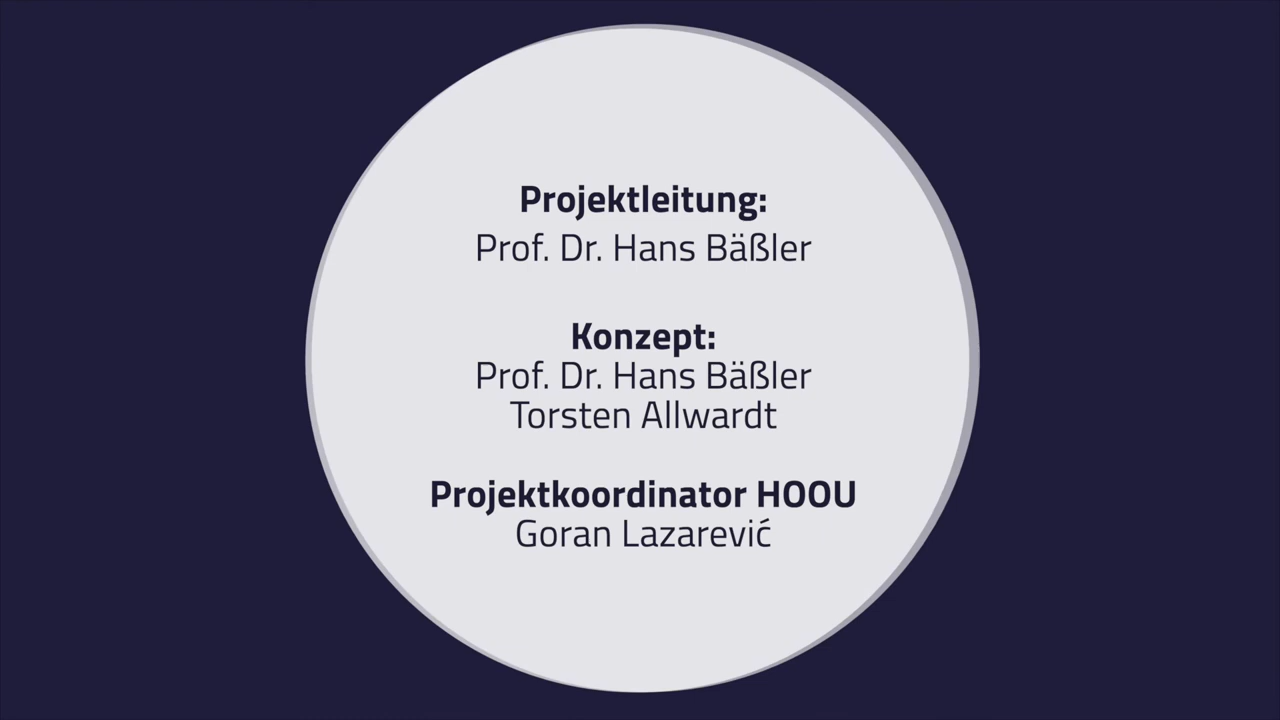 Projektleitung:
Prof. Dr. Hans Bäßler
Konzept:
Prof. Dr. Hans Bäßler
Torsten Allwardt
Projektkoordinator HOOU
Goran Lazarević